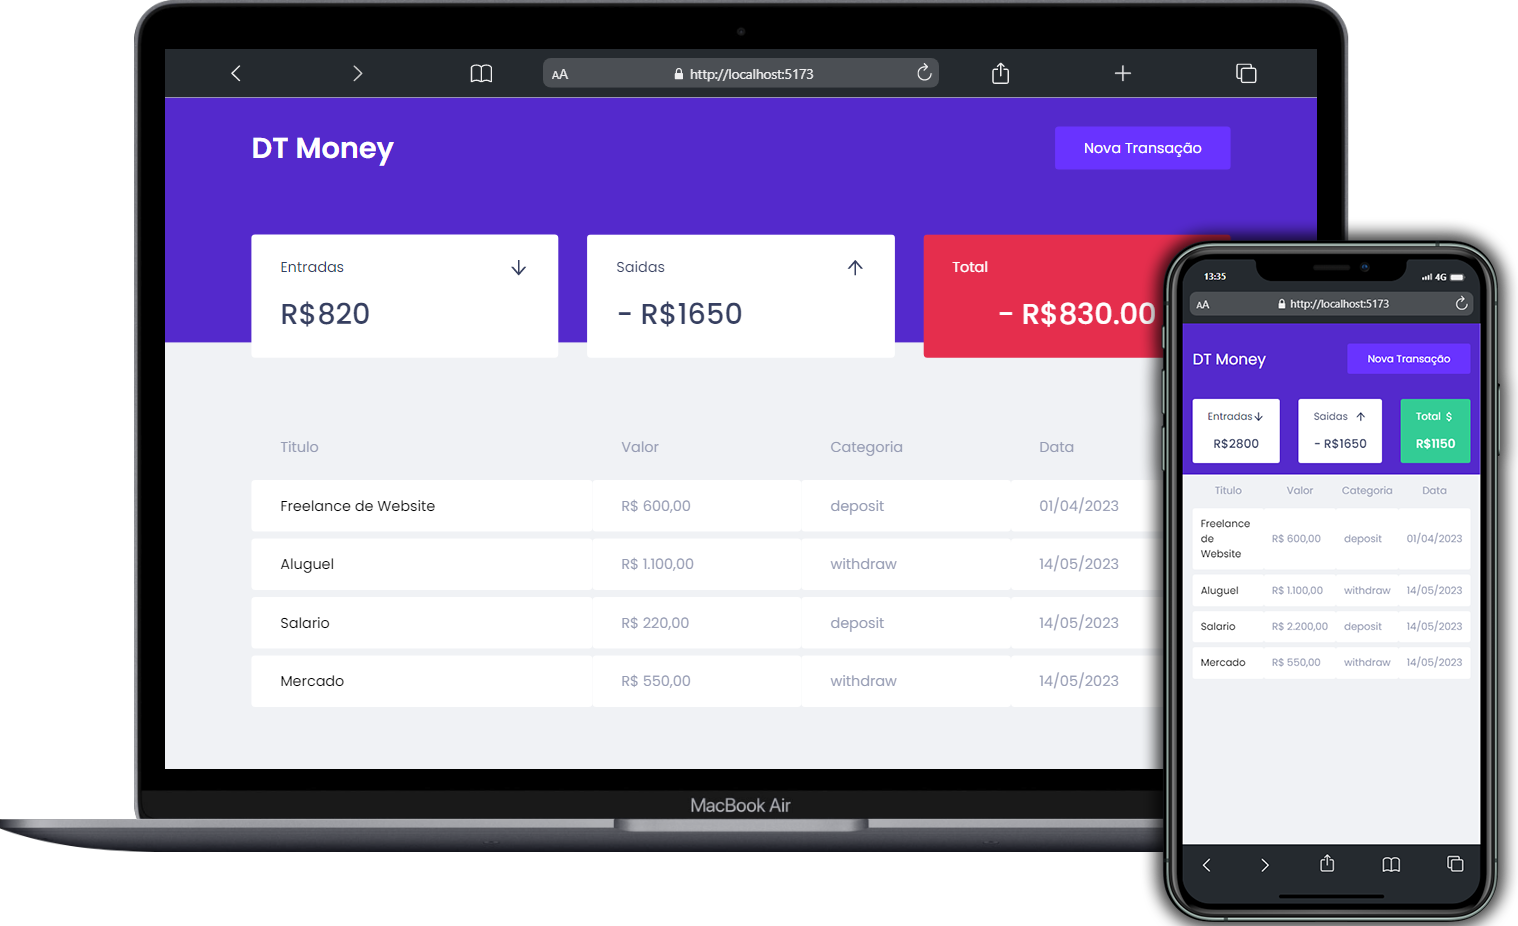 AA http://localhost:5173
DT Money
Nova Transação
Entradas
R$820
Saidas
- R$1650
Total
- R$830.00
Titulo Valor Categoria Data
Freelance de Website R$ 600,00 deposit 01/04/2023
Aluguel R$ 1.100,00 withdraw 14/05/2023
Salario R$ 220,00 deposit 14/05/2023
Mercado R$ 550,00 withdraw 14/05/2023
MacBook Air
13:35 4G
AA http://localhost:5173
DT Money
Nova Transação
Entradas
R$2800
Saidas
- R$1650
Total $
R$1150
Titulo Valor Categoria Data
Freelance
de
Website
R$ 600,00 deposit 01/04/2023
Aluguel R$ 1.100,00 withdraw 14/05/2023
Salario R$ 2.200,00 deposit 14/05/2023
Mercado R$ 550,00 withdraw 14/05/2023